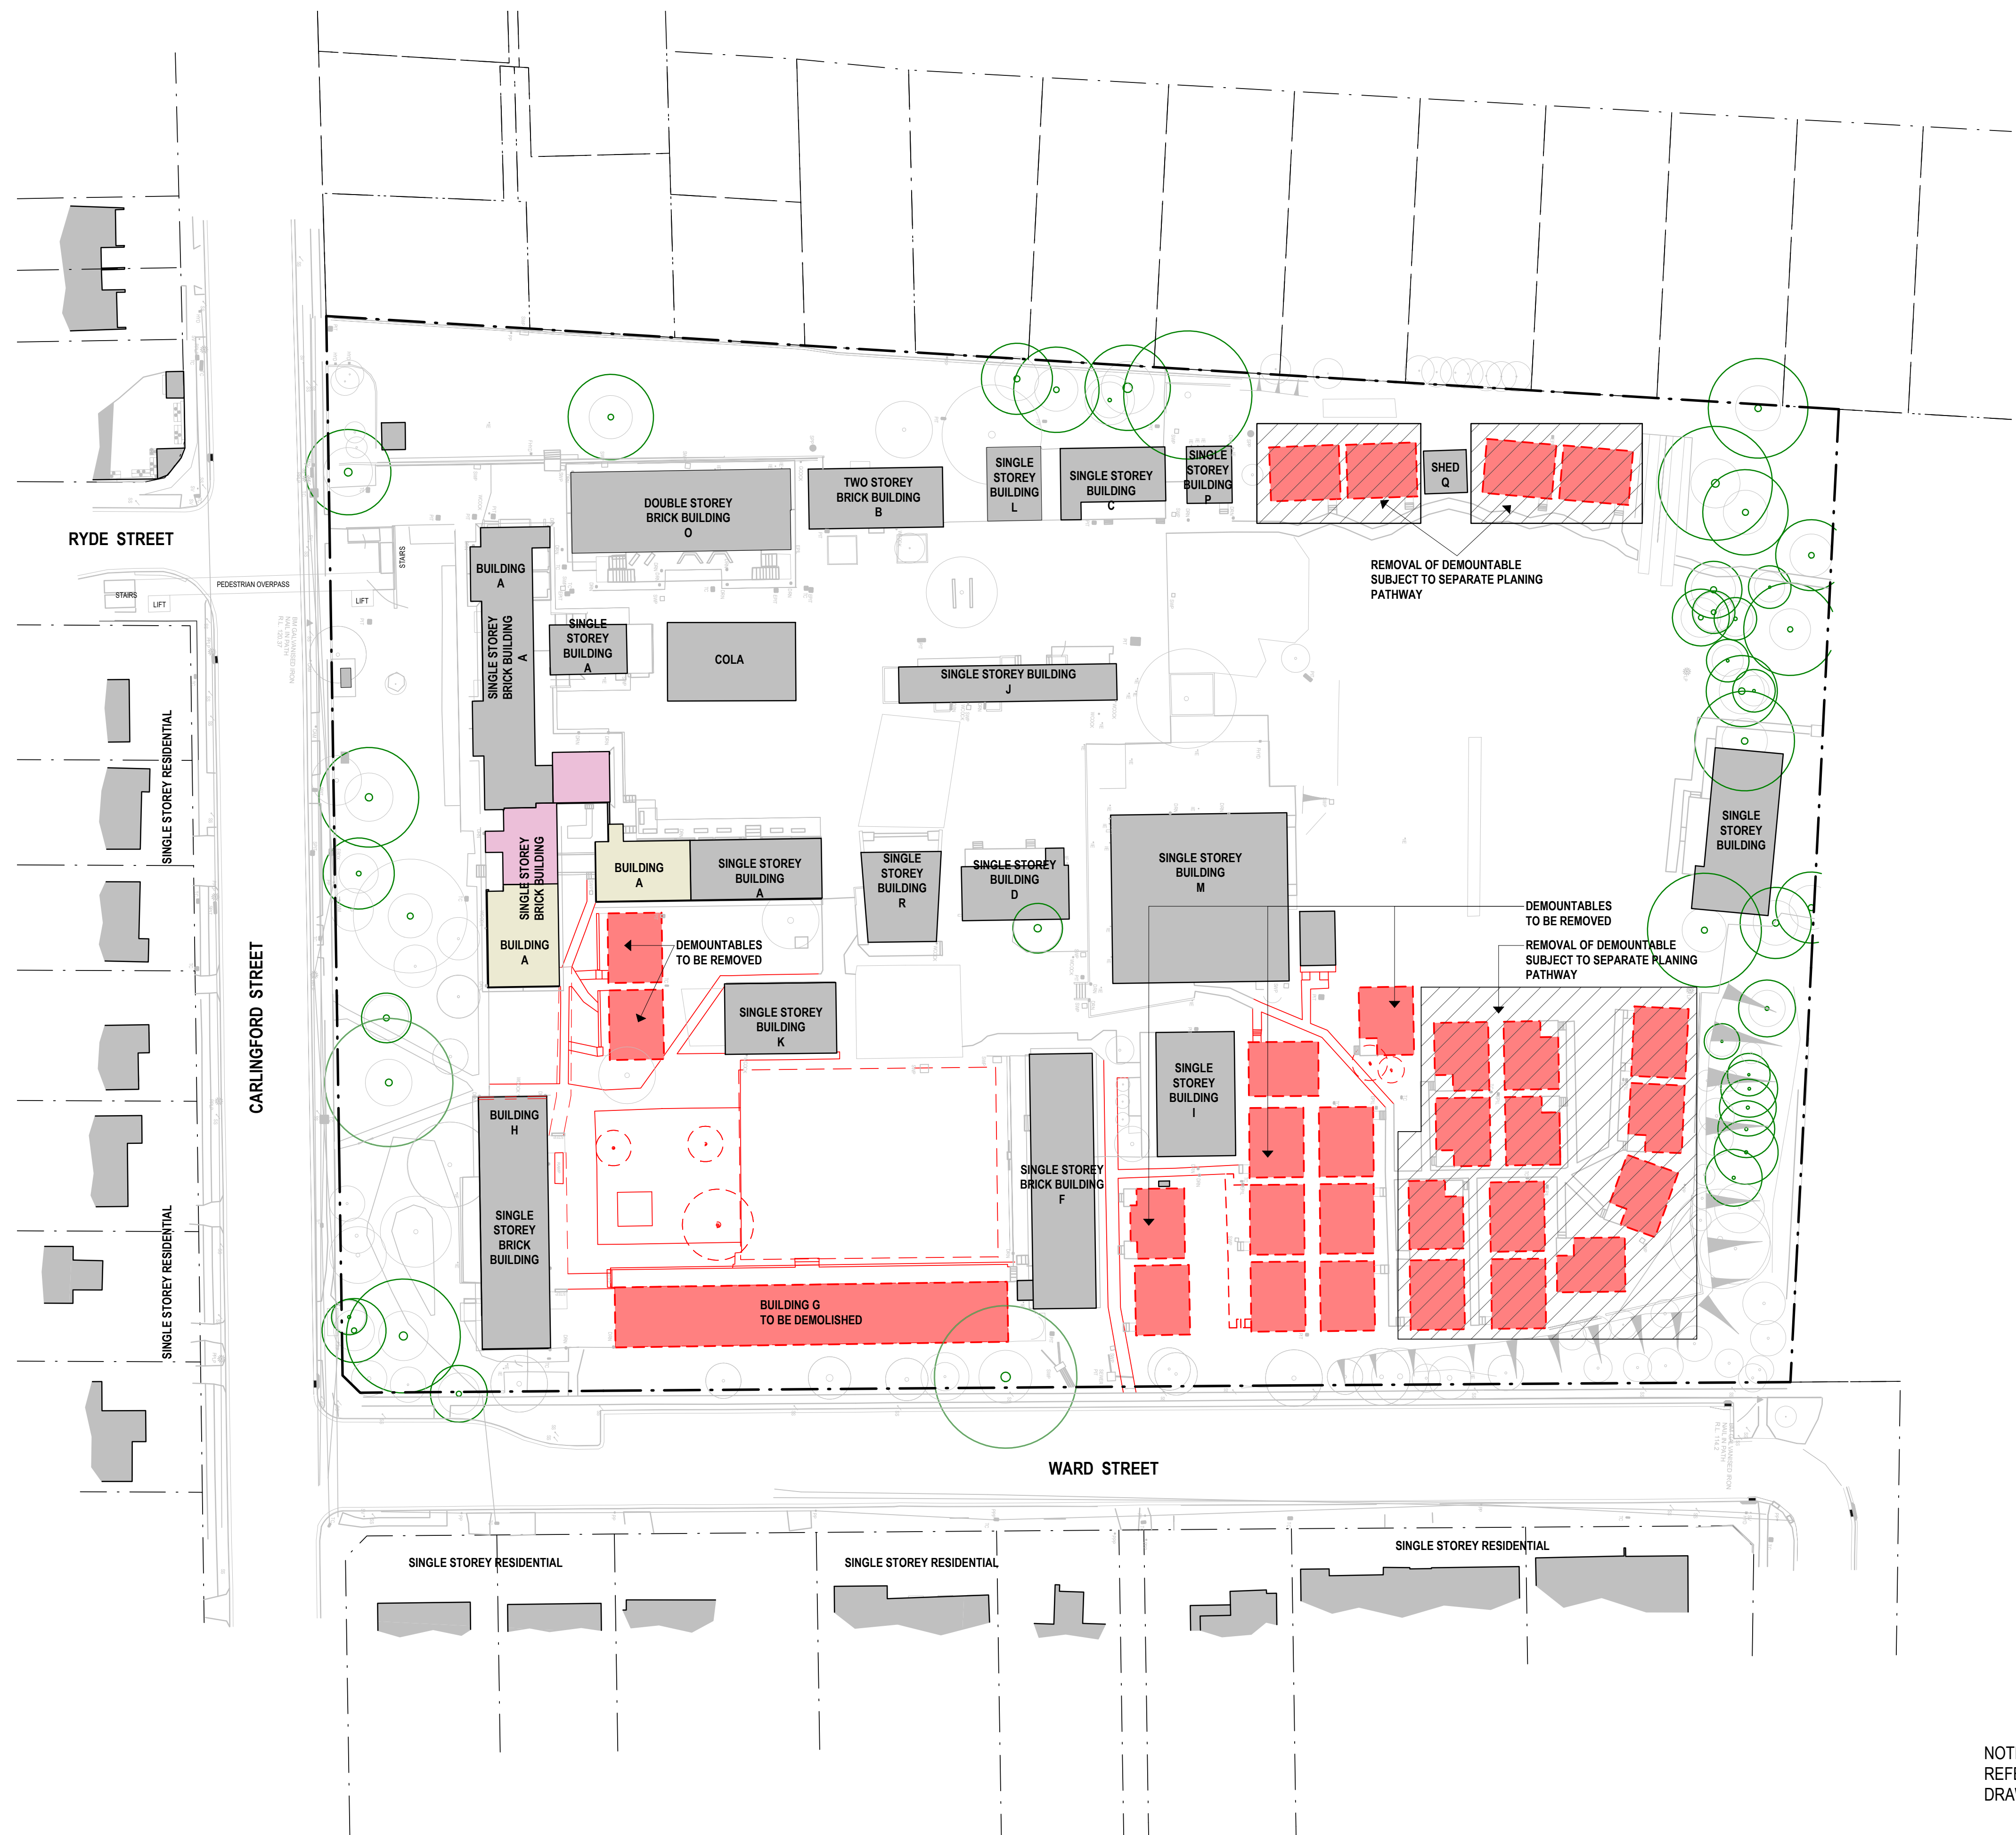 RYDE STREET
STAIRS
LIFT
PEDESTRIAN OVERPASS
LIFT
STAIRS
CARLINGFORD STREET
SINGLE STOREY RESIDENTIAL
SINGLE STOREY RESIDENTIAL
BUILDING
A
SINGLE STOREY
BRICK BUILDING
A
DOUBLE STOREY
BRICK BUILDING
O
TWO STOREY
BRICK BUILDING
B
SINGLE
STOREY
BUILDING
L
SINGLE STOREY
BUILDING
C
SINGLE
STOREY
BUILDING
P
SHED
Q
REMOVAL OF DEMOUNTABLE
SUBJECT TO SEPARATE PLANING
PATHWAY
SINGLE
STOREY
BUILDING
A
COLA
SINGLE STOREY BUILDING
J
SINGLE STOREY
BRICK BUILDING
BUILDING
A
SINGLE STOREY
BUILDING
A
SINGLE
STOREY
BUILDING
R
SINGLE STOREY
BUILDING
D
SINGLE STOREY
BUILDING
M
SINGLE
STOREY
BUILDING
BUILDING
A
DEMOUNTABLES
TO BE REMOVED
DEMOUNTABLES
TO BE REMOVED
REMOVAL OF DEMOUNTABLE
SUBJECT TO SEPARATE PLANING
PATHWAY
SINGLE STOREY
BUILDING
K
SINGLE
STOREY
BUILDING
I
BUILDING
H
SINGLE
STOREY
BRICK
BUILDING
SINGLE STOREY
BRICK BUILDING
F
BUILDING G
TO BE DEMOLISHED
WARD STREET
SINGLE STOREY RESIDENTIAL
SINGLE STOREY RESIDENTIAL
SINGLE STOREY RESIDENTIAL